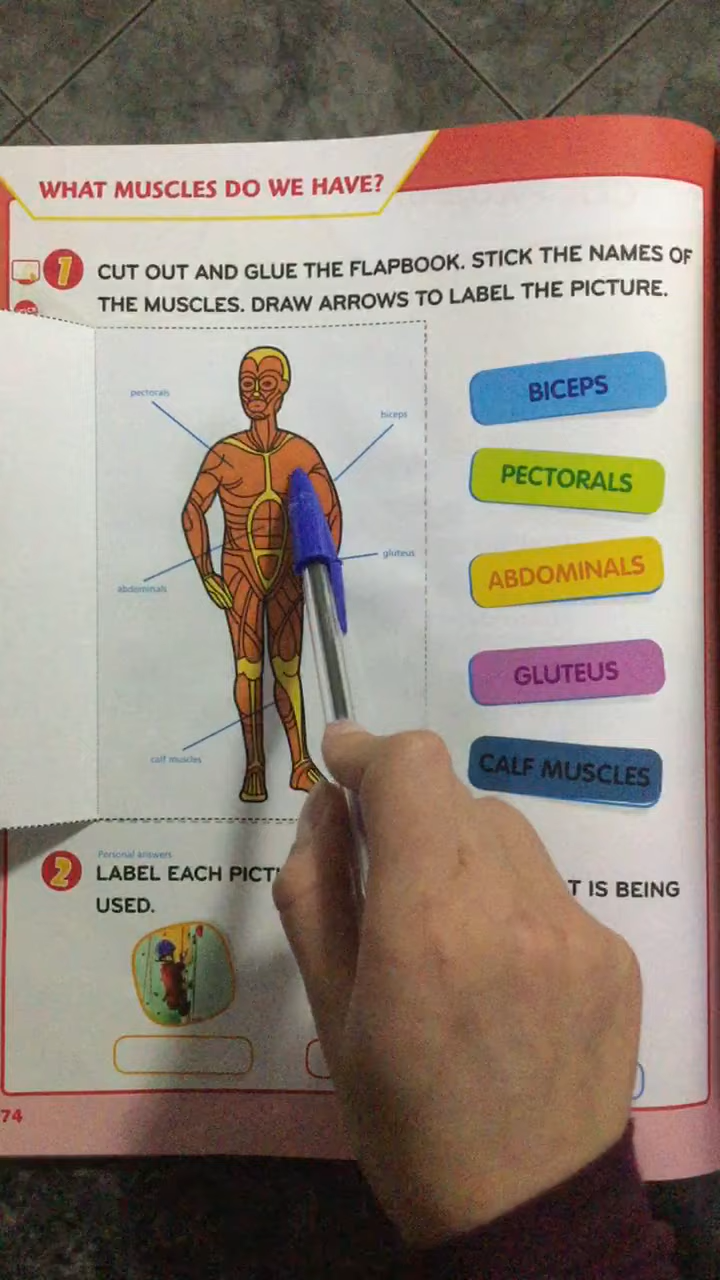 WHAT MUSCLES DO WE HAVE?
1 CUT OUT AND GLUE THE FLAPBOOK. STICK THE NAMES OF
THE MUSCLES. DRAW ARROWS TO LABEL THE PICTURE.
pectorals
biceps
abdominals
gluteus
calf muscles
BICEPS
PECTORALS
ABDOMINALS
GLUTEUS
CALF MUSCLES
Personal answers
2 LABEL EACH T IS BEING
USED.
74